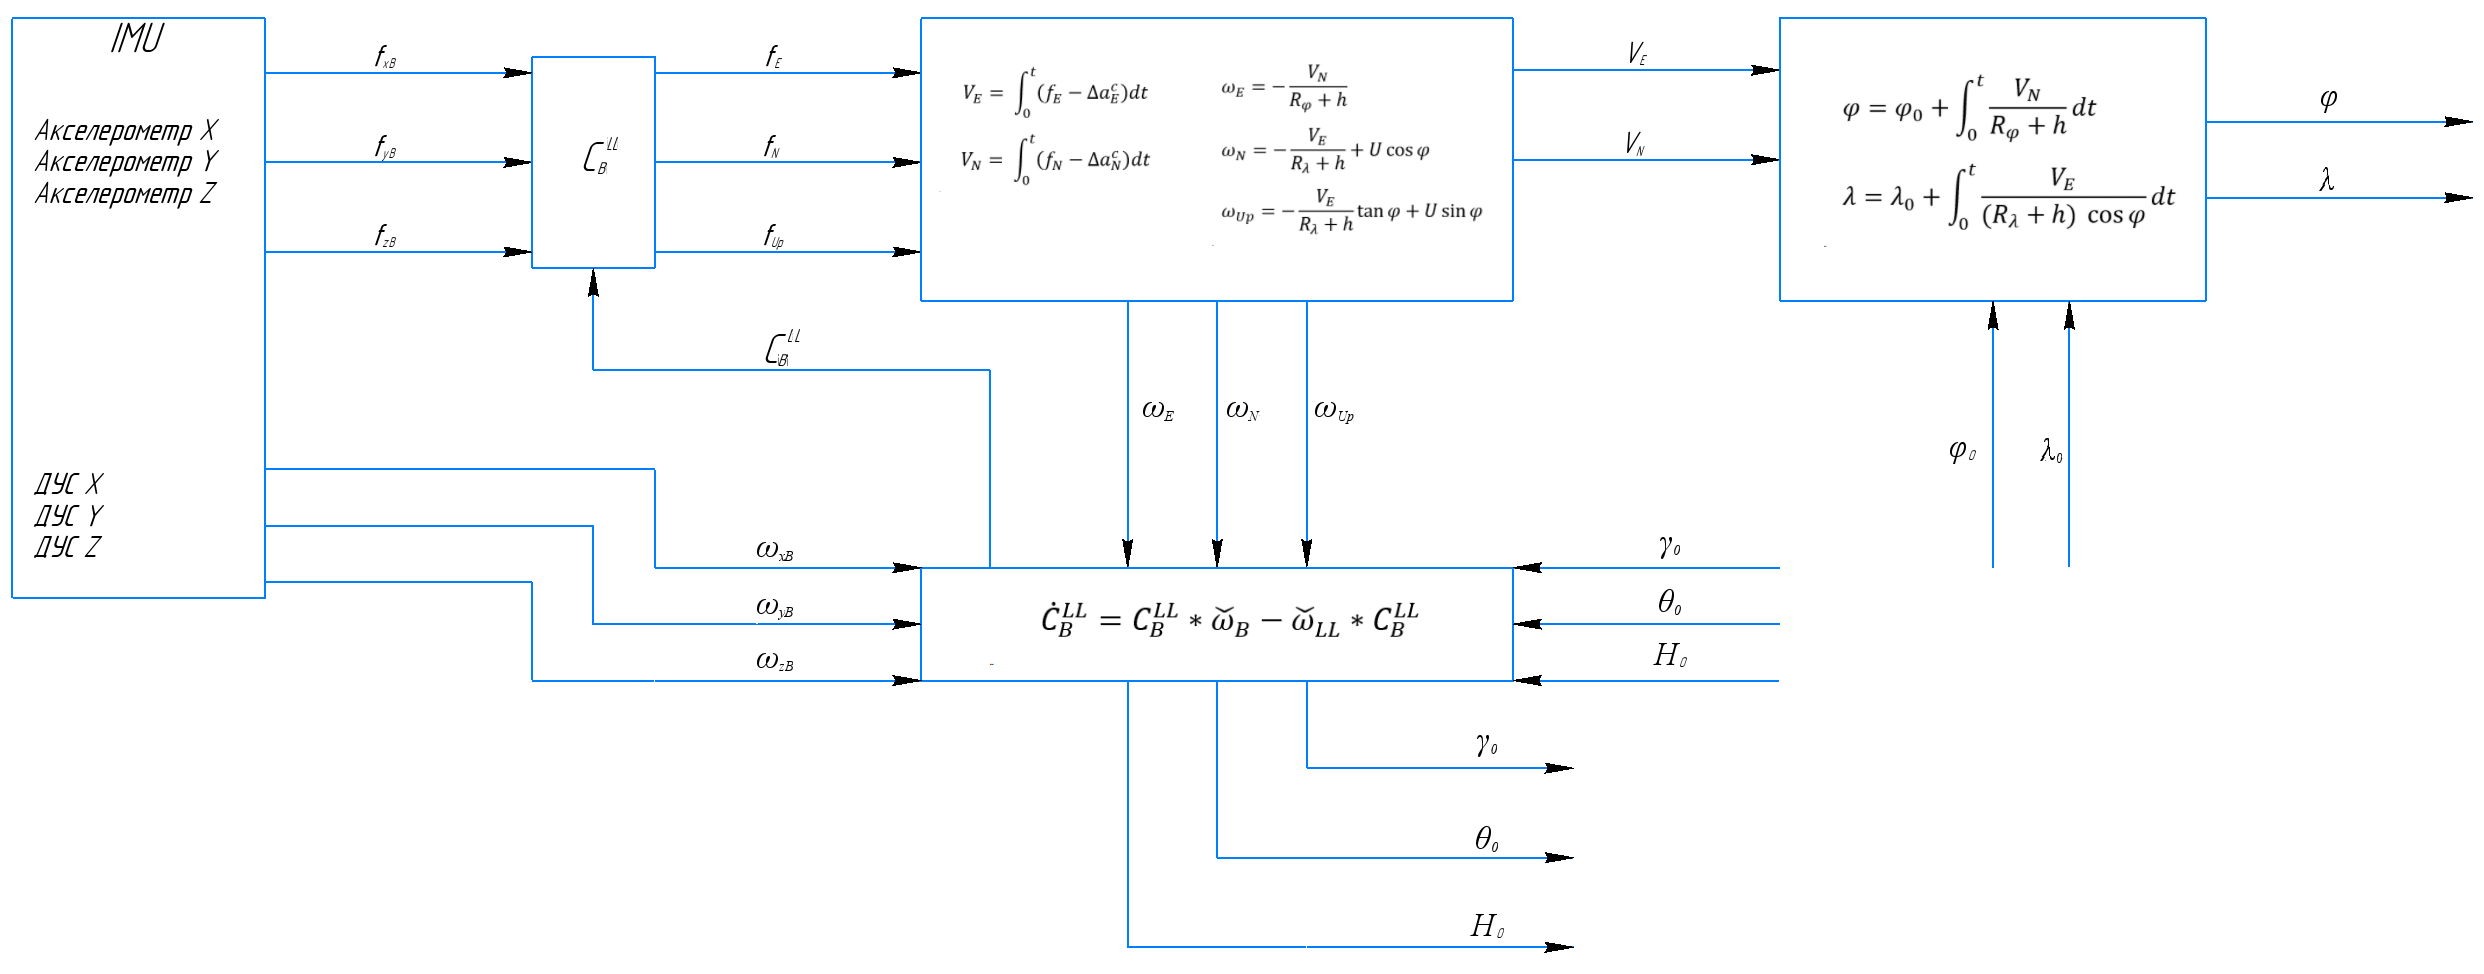 IMU
Акселерометр X
Акселерометр Y
Акселерометр Z
ДУС X
ДУС Y
ДУС Z
f_xB
f_yB
f_zB
C_B^LL
f_E
f_N
f_Up
V_E = ∫_0^t (f_E − Δa_E^c)dt
V_N = ∫_0^t (f_N − Δa_N^c)dt
ω_E = −V_N/(R_φ + h)
ω_N = −V_E/(R_λ + h) + U cos φ
ω_Up = −V_E/(R_λ + h) tan φ + U sin φ
V_E
V_N
φ = φ_0 + ∫_0^t V_N/(R_φ + h) dt
λ = λ_0 + ∫_0^t V_E/((R_λ + h) cos φ) dt
φ
λ
C_B^LL
ω_E
ω_N
ω_Up
φ_0
λ_0
ω_xB
ω_yB
ω_zB
Ċ_B^LL = C_B^LL * ω̆_B − ω̆_LL * C_B^LL
γ_0
θ_0
H_0
γ_0
θ_0
H_0